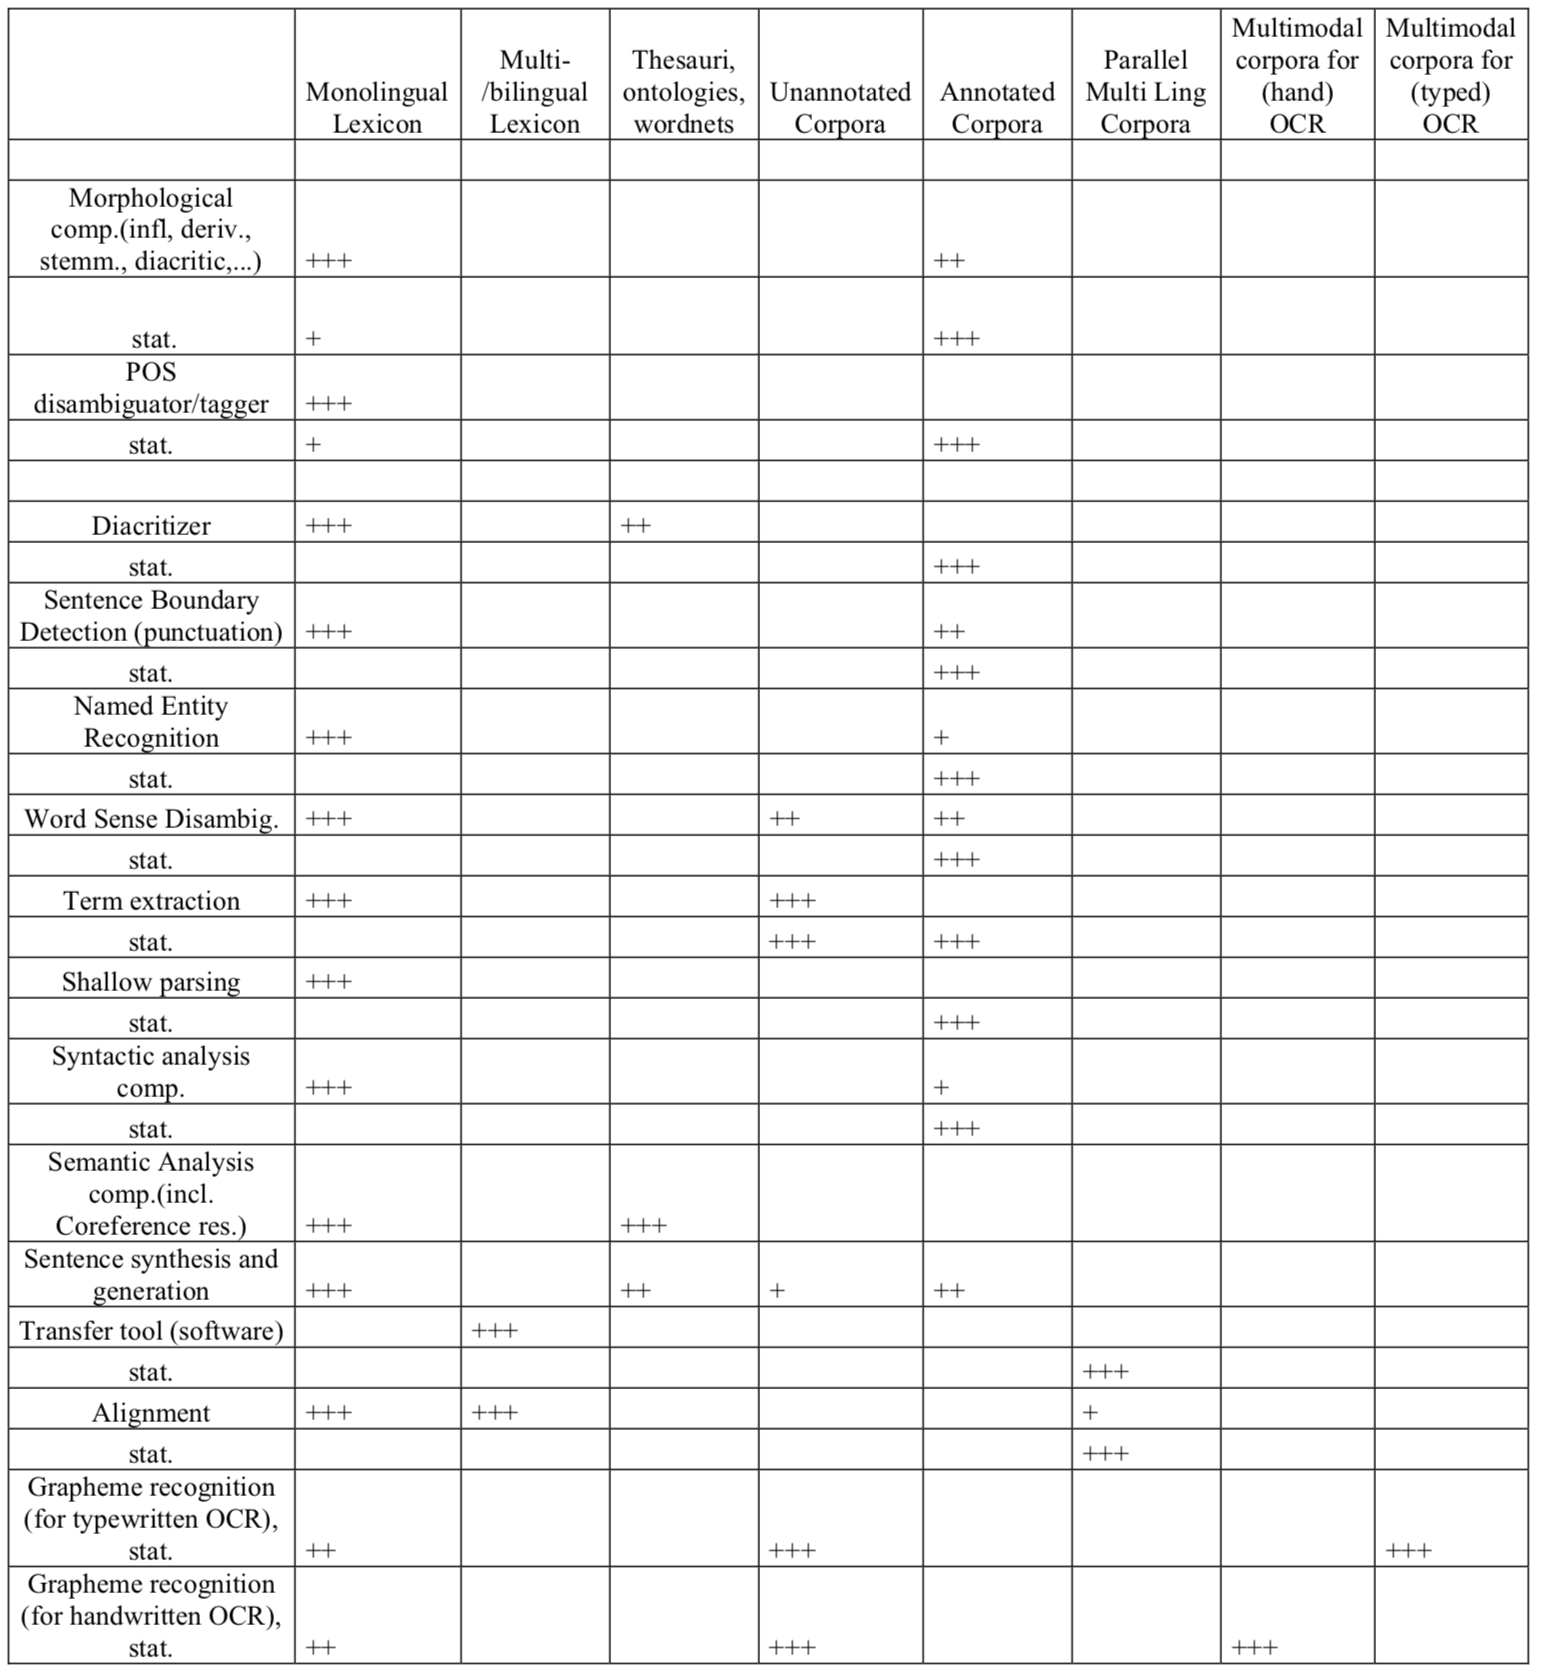 Monolingual Lexicon
Multi-/bilingual Lexicon
Thesauri, ontologies, wordnets
Unannotated Corpora
Annotated Corpora
Parallel Multi Ling Corpora
Multimodal corpora for (hand) OCR
Multimodal corpora for (typed) OCR
Morphological
comp.(infl, deriv.,
stemm., diacritic,...) +++ ++
stat. + +++
POS
disambiguator/tagger +++
stat. + +++
Diacritizer +++ ++
stat. +++
Sentence Boundary
Detection (punctuation) +++ ++
stat. +++
Named Entity
Recognition +++ +
stat. +++
Word Sense Disambig. +++ ++ ++
stat. +++
Term extraction +++ +++
stat. +++ +++
Shallow parsing +++
stat. +++
Syntactic analysis
comp. +++ +
stat. +++
Semantic Analysis
comp.(incl.
Coreference res.) +++ +++
Sentence synthesis and
generation +++ ++ + ++
Transfer tool (software) +++
stat. +++
Alignment +++ +++ +
stat. +++
Grapheme recognition
(for typewritten OCR),
stat. ++ +++ +++
Grapheme recognition
(for handwritten OCR),
stat. ++ +++ +++